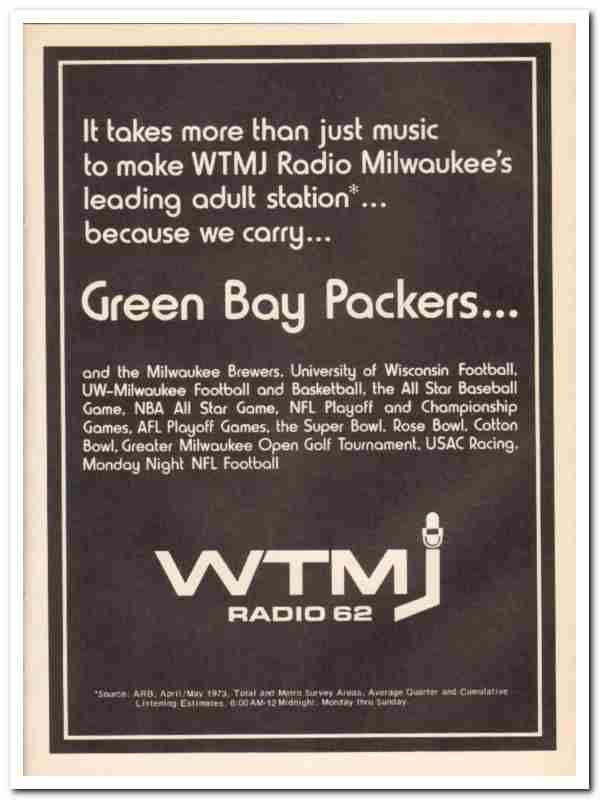 It takes more than just music
to make WTMJ Radio Milwaukee's
leading adult station*...
because we carry...
Green Bay Packers...
and the Milwaukee Brewers, University of Wisconsin Football,
UW-Milwaukee Football and Basketball, the All Star Baseball
Game, NBA All Star Game, NFL Playoff and Championship
Games, AFL Playoff Games, the Super Bowl, Rose Bowl, Cotton
Bowl, Greater Milwaukee Open Golf Tournament, USAC Racing,
Monday Night NFL Football
WTMJ
RADIO 62
*Source: ARB, April/May 1973, Total and Metro Survey Areas, Average Quarter and Cumulative
Listening Estimates, 6:00 AM-12 Midnight, Monday thru Sunday.